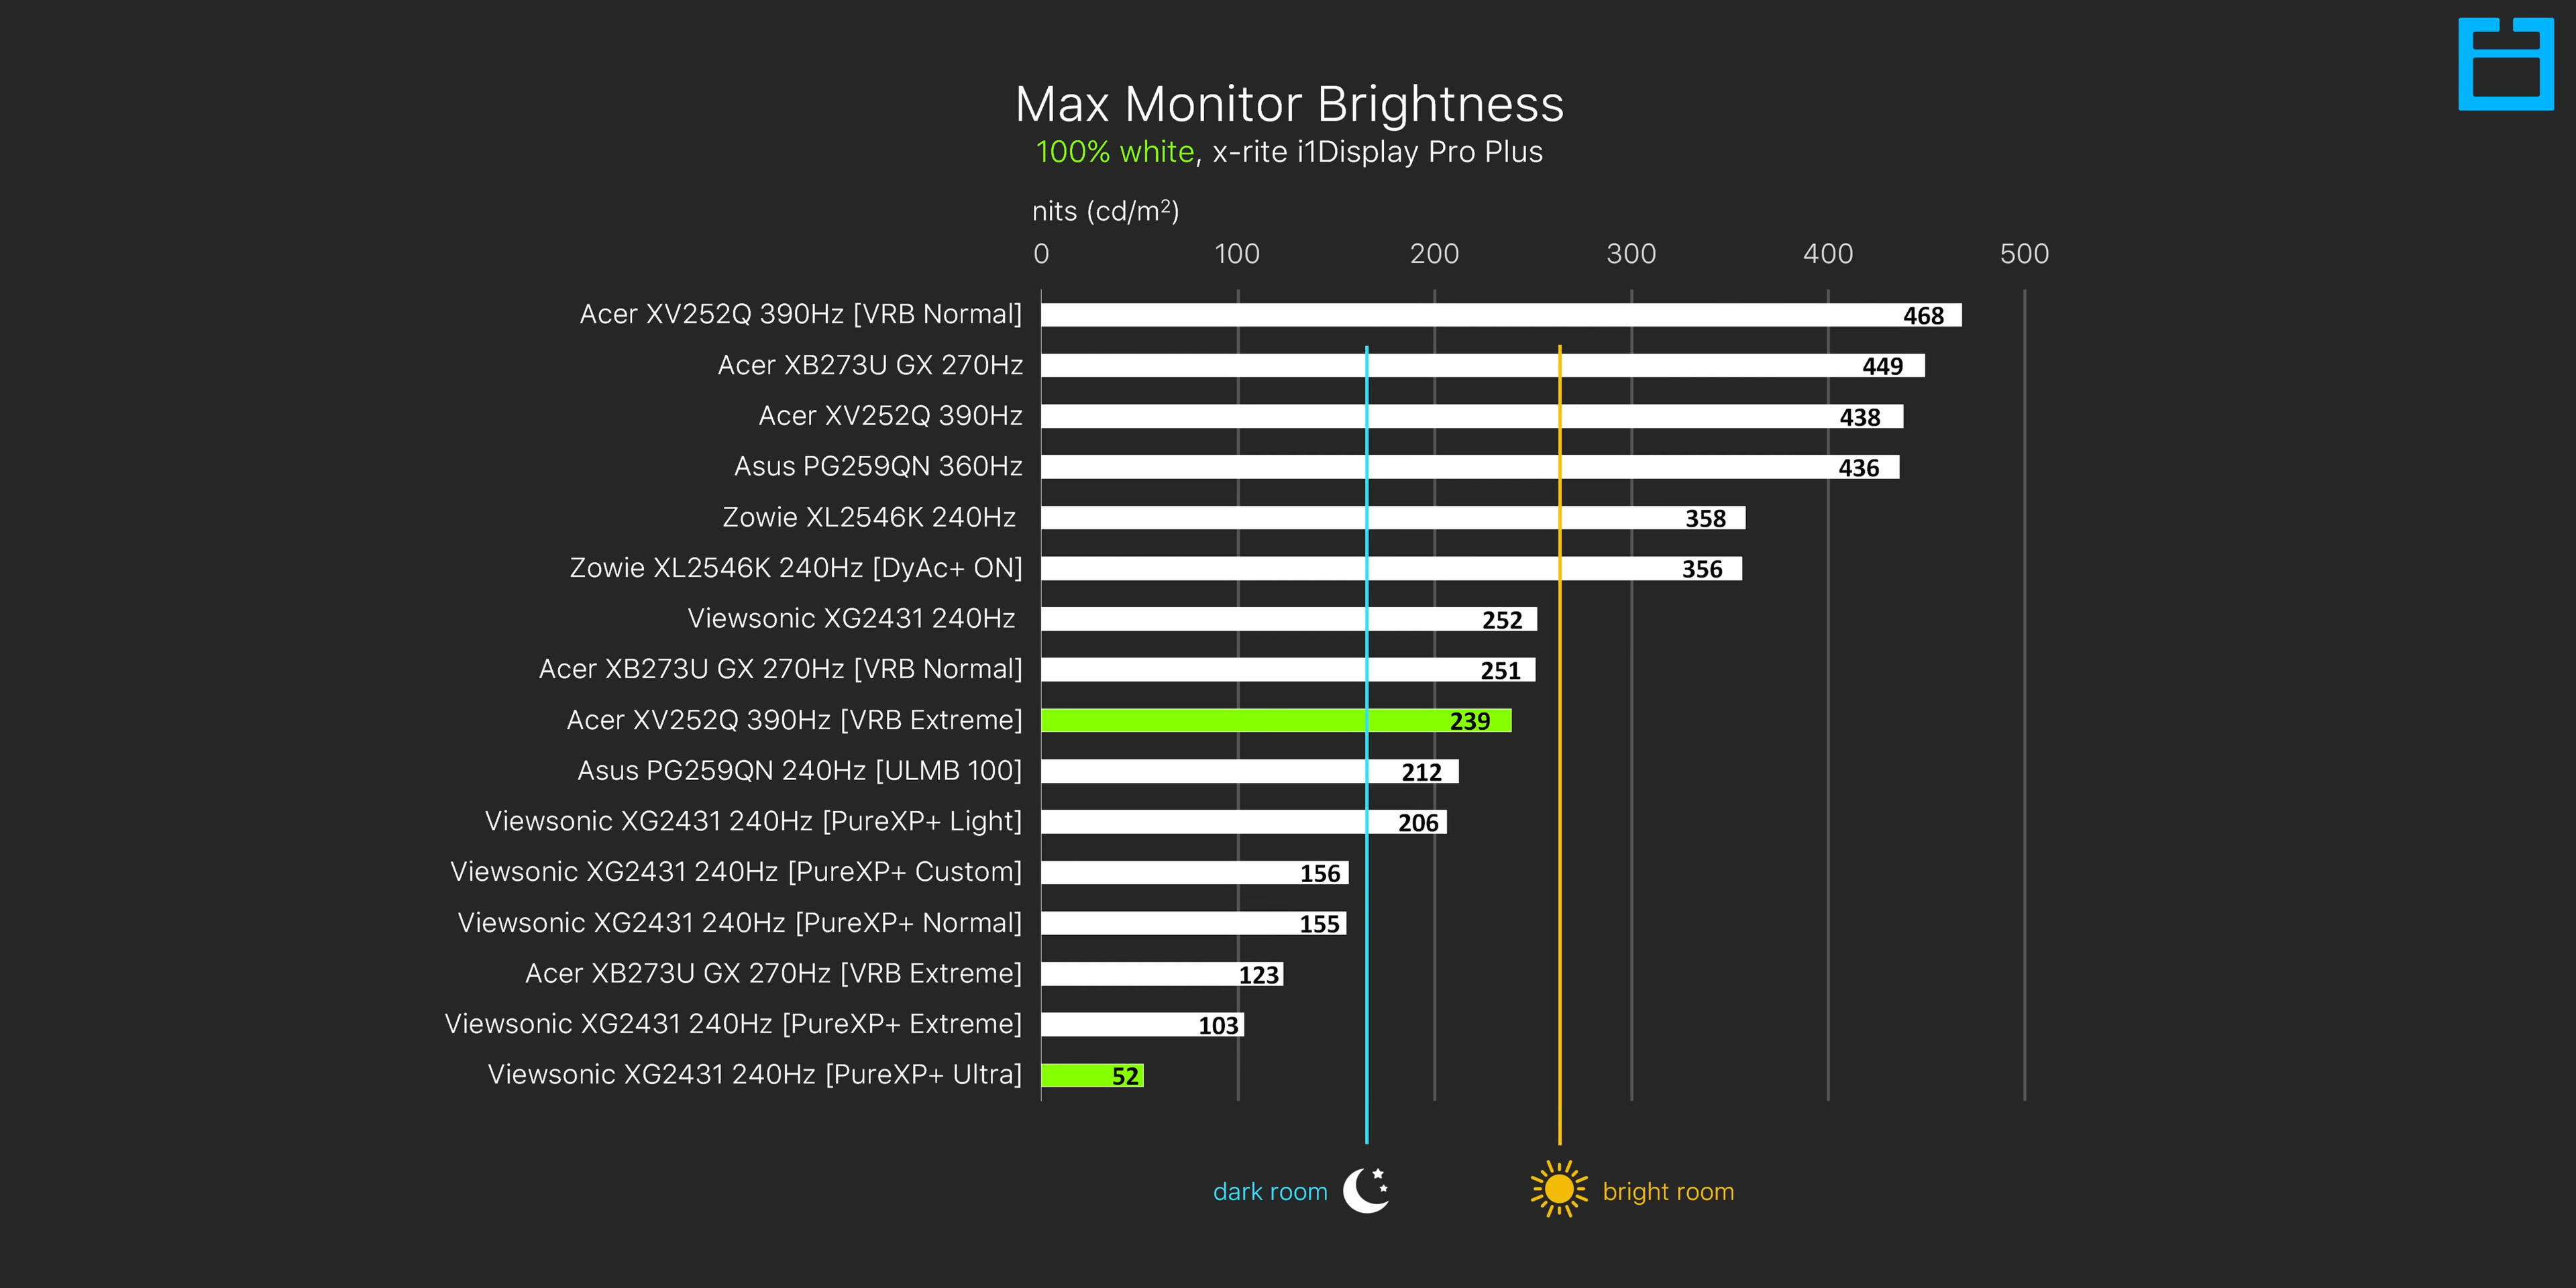 Max Monitor Brightness
100% white, x-rite i1Display Pro Plus
nits (cd/m²)
0 100 200 300 400 500
Acer XV252Q 390Hz [VRB Normal] 468
Acer XB273U GX 270Hz 449
Acer XV252Q 390Hz 438
Asus PG259QN 360Hz 436
Zowie XL2546K 240Hz 358
Zowie XL2546K 240Hz [DyAc+ ON] 356
Viewsonic XG2431 240Hz 252
Acer XB273U GX 270Hz [VRB Normal] 251
Acer XV252Q 390Hz [VRB Extreme] 239
Asus PG259QN 240Hz [ULMB 100] 212
Viewsonic XG2431 240Hz [PureXP+ Light] 206
Viewsonic XG2431 240Hz [PureXP+ Custom] 156
Viewsonic XG2431 240Hz [PureXP+ Normal] 155
Acer XB273U GX 270Hz [VRB Extreme] 123
Viewsonic XG2431 240Hz [PureXP+ Extreme] 103
Viewsonic XG2431 240Hz [PureXP+ Ultra] 52
dark room bright room